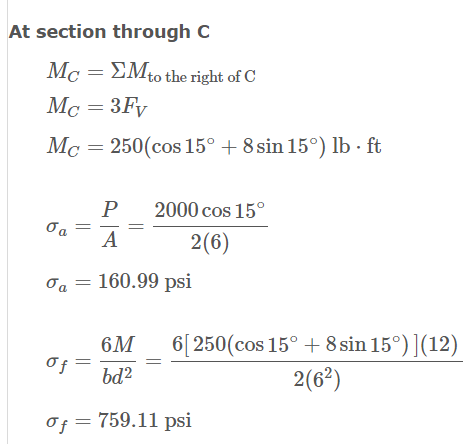 At section through C
M_C = ΣM_to the right of C
M_C = 3F_V
M_C = 250(cos 15° + 8 sin 15°) lb · ft
σ_a = P/A = 2000 cos 15°/2(6)
σ_a = 160.99 psi
σ_f = 6M/bd² = 6[ 250(cos 15° + 8 sin 15°) ](12)/2(6²)
σ_f = 759.11 psi